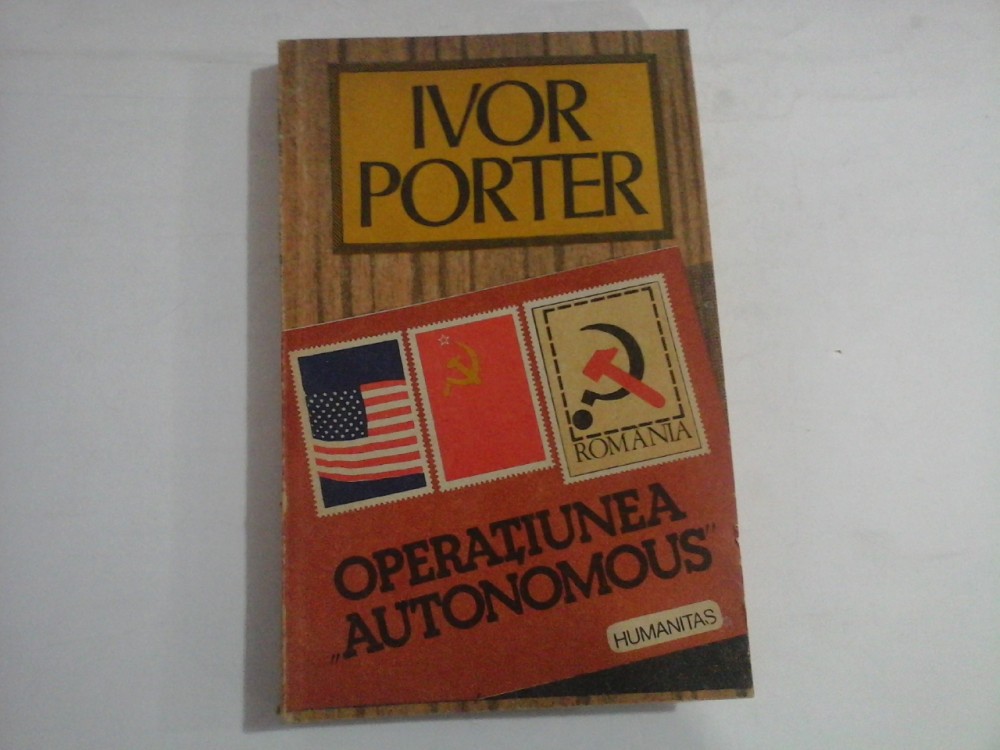 IVOR
PORTER
ROMANIA
OPERAȚIUNEA
„AUTONOMOUS”
HUMANITAS